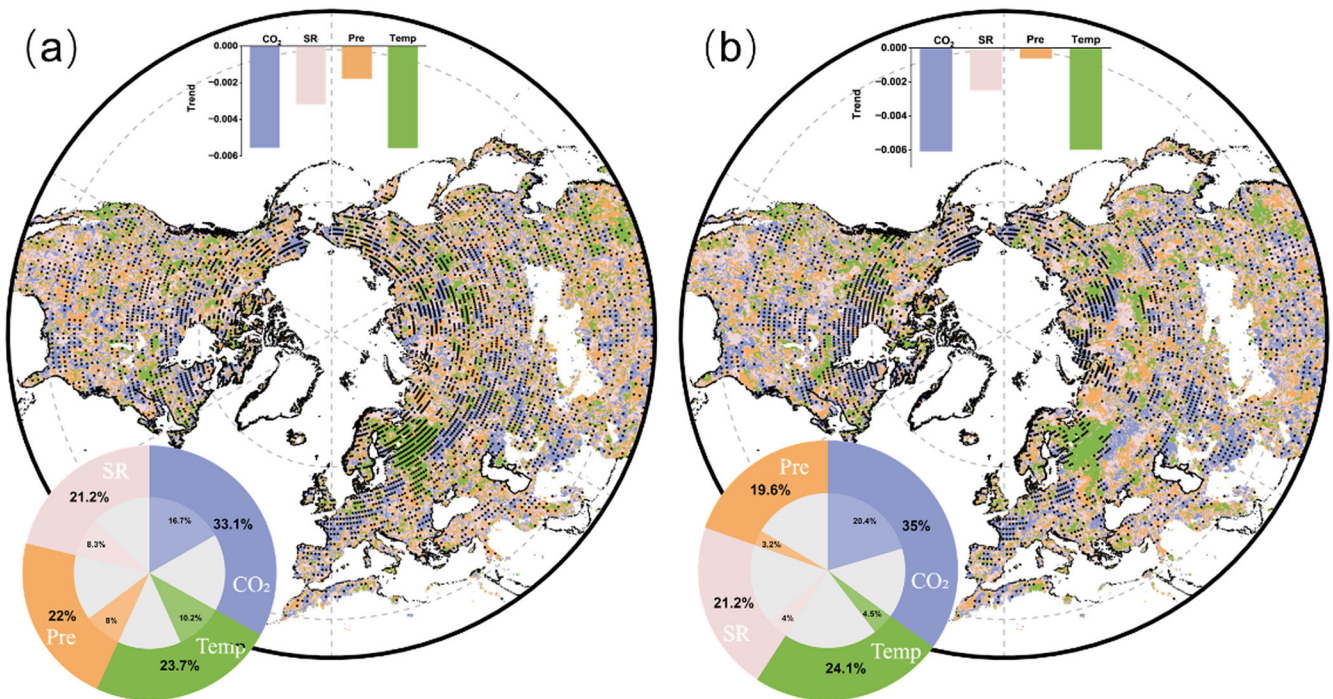 (a)
CO₂ SR Pre Temp
0.000
−0.002
−0.004
−0.006
Trend
SR
21.2%
8.3%
16.7%
33.1%
CO₂
22%
Pre
8%
10.2%
Temp
23.7%
(b)
CO₂ SR Pre Temp
0.000
−0.002
−0.004
−0.006
Trend
Pre
19.6%
3.2%
20.4%
35%
CO₂
21.2%
SR
4%
4.5%
Temp
24.1%